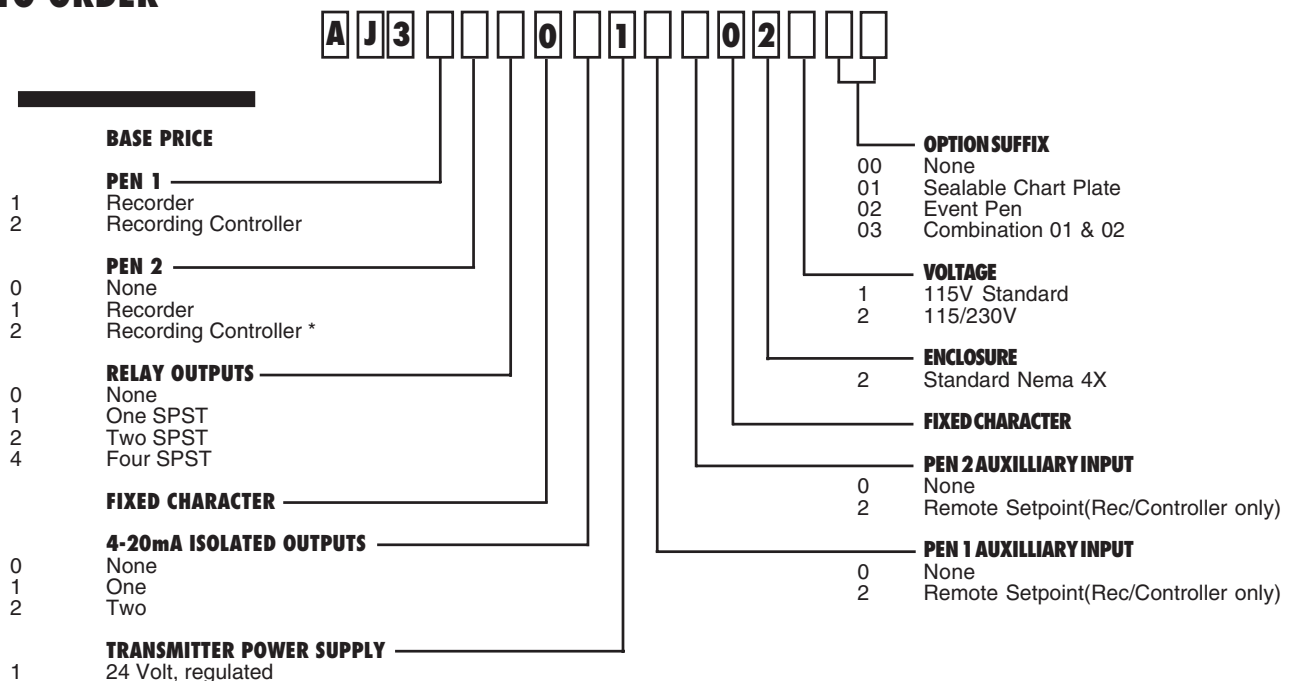 TO ORDER
A J 3 0 1 0 2
BASE PRICE
PEN 1
1 Recorder
2 Recording Controller
PEN 2
0 None
1 Recorder
2 Recording Controller *
RELAY OUTPUTS
0 None
1 One SPST
2 Two SPST
4 Four SPST
FIXED CHARACTER
4-20mA ISOLATED OUTPUTS
0 None
1 One
2 Two
TRANSMITTER POWER SUPPLY
1 24 Volt, regulated
OPTION SUFFIX
00 None
01 Sealable Chart Plate
02 Event Pen
03 Combination 01 & 02
VOLTAGE
1 115V Standard
2 115/230V
ENCLOSURE
2 Standard Nema 4X
FIXED CHARACTER
PEN 2 AUXILLIARY INPUT
0 None
2 Remote Setpoint(Rec/Controller only)
PEN 1 AUXILLIARY INPUT
0 None
2 Remote Setpoint(Rec/Controller only)